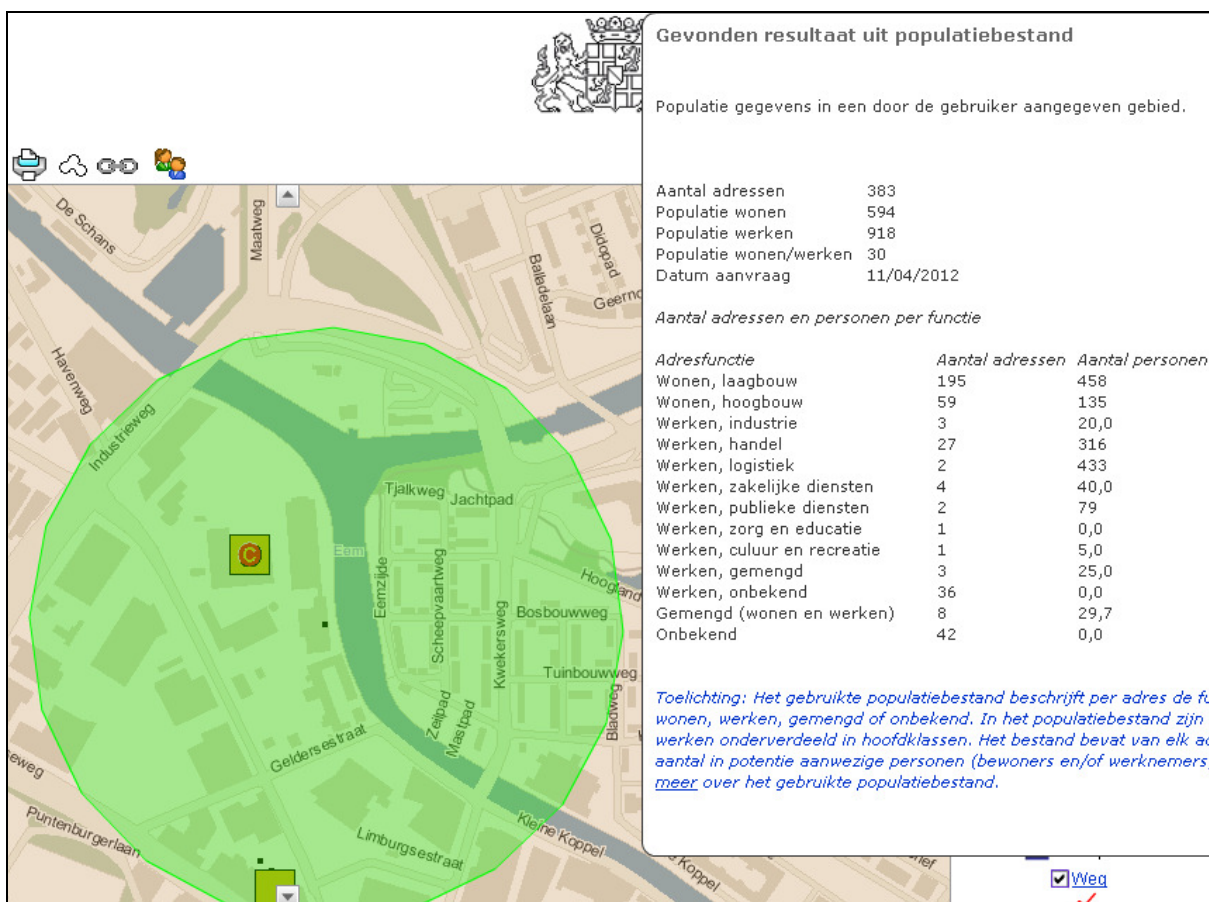 Gevonden resultaat uit populatiebestand
Populatie gegevens in een door de gebruiker aangegeven gebied.
Aantal adressen 383
Populatie wonen 594
Populatie werken 918
Populatie wonen/werken 30
Datum aanvraag 11/04/2012
Aantal adressen en personen per functie
Adresfunctie Aantal adressen Aantal personen
Wonen, laagbouw 195 458
Wonen, hoogbouw 59 135
Werken, industrie 3 20,0
Werken, handel 27 316
Werken, logistiek 2 433
Werken, zakelijke diensten 4 40,0
Werken, publieke diensten 2 79
Werken, zorg en educatie 1 0,0
Werken, culuur en recreatie 1 5,0
Werken, gemengd 3 25,0
Werken, onbekend 36 0,0
Gemengd (wonen en werken) 8 29,7
Onbekend 42 0,0
Toelichting: Het gebruikte populatiebestand beschrijft per adres de fu
wonen, werken, gemengd of onbekend. In het populatiebestand zijn
werken onderverdeeld in hoofdklassen. Het bestand bevat van elk ad
aantal in potentie aanwezige personen (bewoners en/of werknemers)
meer over het gebruikte populatiebestand.
De Schans
Maatweg
Didopad
Balladelaan
Geerno
Havenweg
Industrieweg
Tjalkweg
Jachtpad
C
Eem
Eemzijde
Scheepvaartweg
Kwekersweg
Hoogland
Bosbouwweg
Tuinbouwweg
Bladweg
Zeilpad
Mastpad
Geldersestraat
seweg
Puntenburgerlaan
Limburgsestraat
Kleine Koppel
e Koppel
Weg